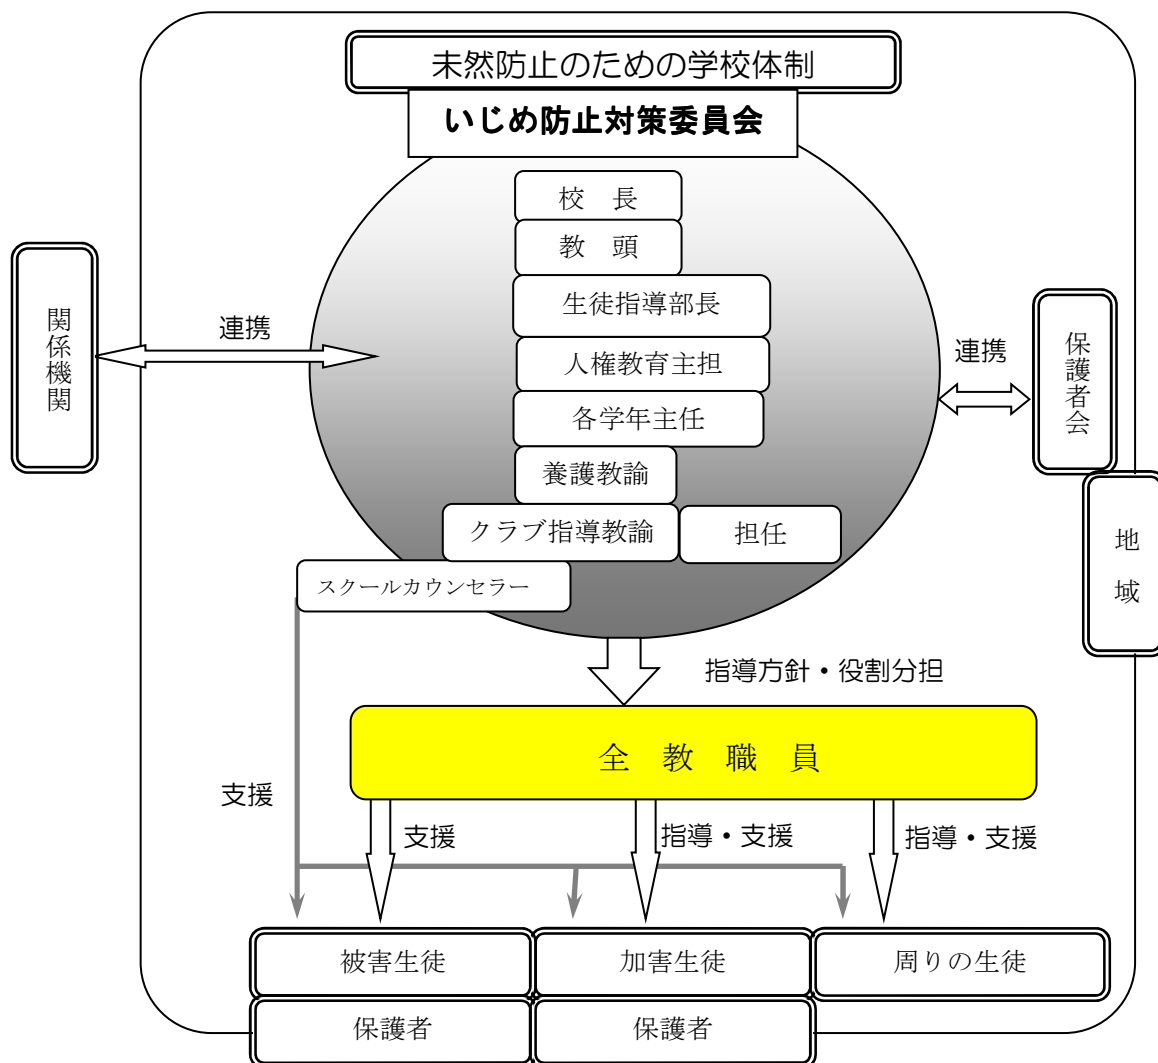 未然防止のための学校体制
いじめ防止対策委員会
校　長
教　頭
生徒指導部長
人権教育主担
各学年主任
養護教諭
クラブ指導教諭
担任
スクールカウンセラー
関係機関
連携
連携
保護者会
地域
指導方針・役割分担
全　教　職　員
支援
支援
指導・支援
指導・支援
被害生徒
加害生徒
周りの生徒
保護者
保護者